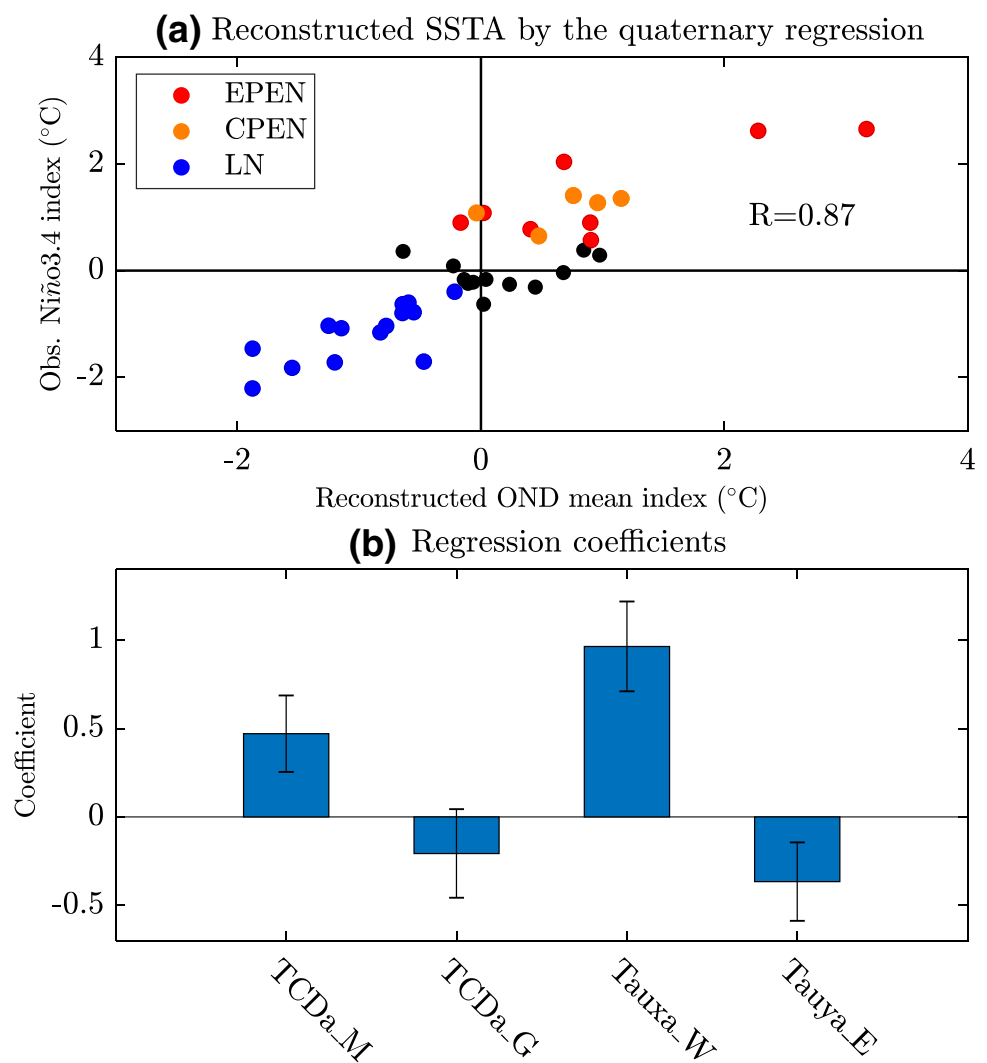 (a) Reconstructed SSTA by the quaternary regression
4
2
0
-2
Obs. Niño3.4 index (°C)
EPEN
CPEN
LN
R=0.87
-2 0 2 4
Reconstructed OND mean index (°C)
(b) Regression coefficients
1
0.5
0
-0.5
Coefficient
TCDa_M
TCDa_G
Tauxa_W
Tauya_E